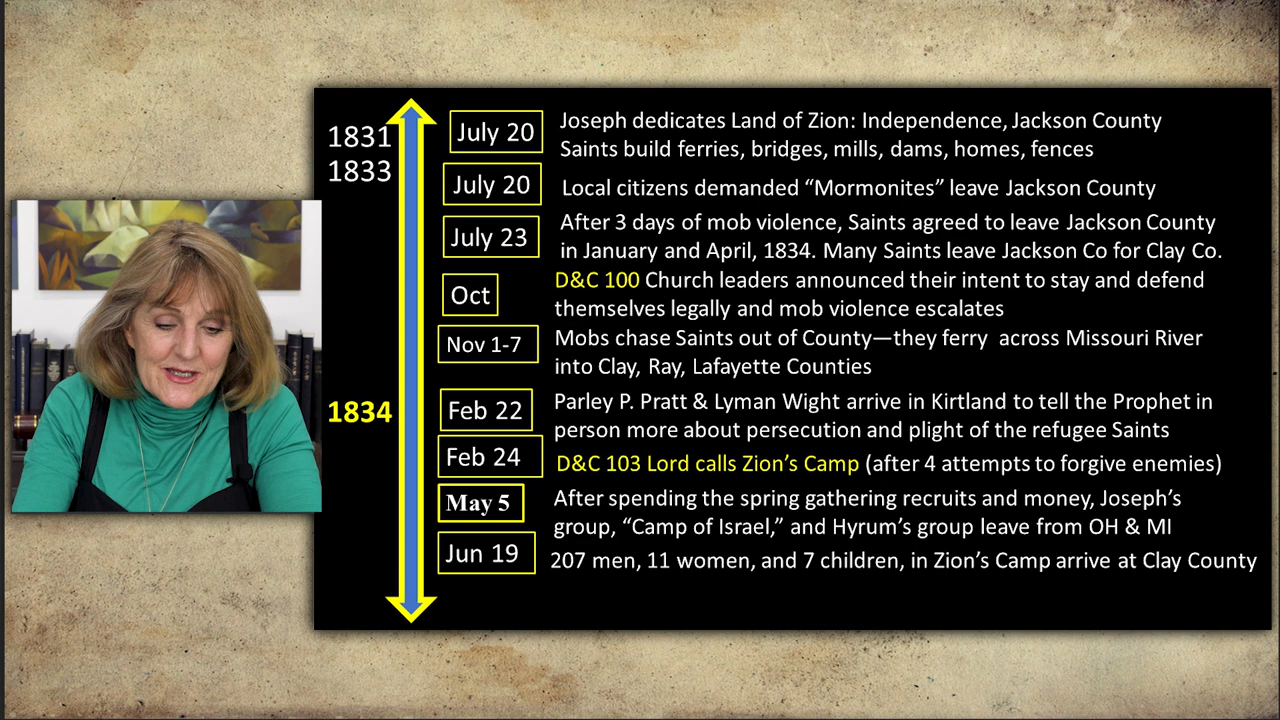 1831
July 20
Joseph dedicates Land of Zion: Independence, Jackson County
Saints build ferries, bridges, mills, dams, homes, fences
1833
July 20
Local citizens demanded “Mormonites” leave Jackson County
July 23
After 3 days of mob violence, Saints agreed to leave Jackson County
in January and April, 1834. Many Saints leave Jackson Co for Clay Co.
Oct
D&C 100 Church leaders announced their intent to stay and defend
themselves legally and mob violence escalates
Nov 1-7
Mobs chase Saints out of County—they ferry across Missouri River
into Clay, Ray, Lafayette Counties
1834
Feb 22
Parley P. Pratt & Lyman Wight arrive in Kirtland to tell the Prophet in
person more about persecution and plight of the refugee Saints
Feb 24
D&C 103 Lord calls Zion’s Camp (after 4 attempts to forgive enemies)
May 5
After spending the spring gathering recruits and money, Joseph’s
group, “Camp of Israel,” and Hyrum’s group leave from OH & MI
Jun 19
207 men, 11 women, and 7 children, in Zion’s Camp arrive at Clay County